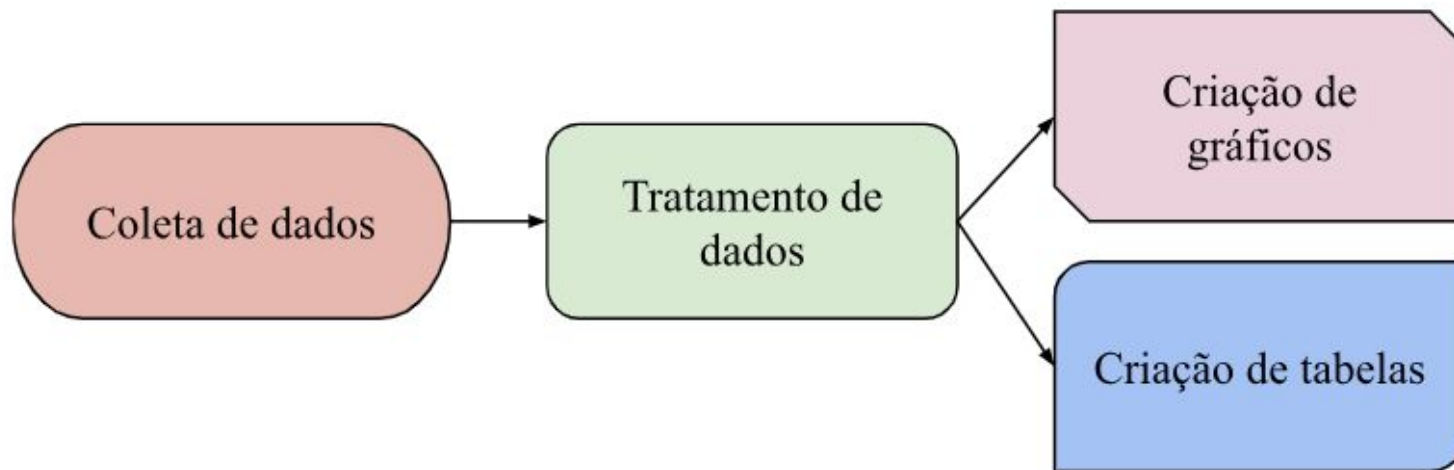 Coleta de dados
Tratamento de
dados
Criação de
gráficos
Criação de tabelas